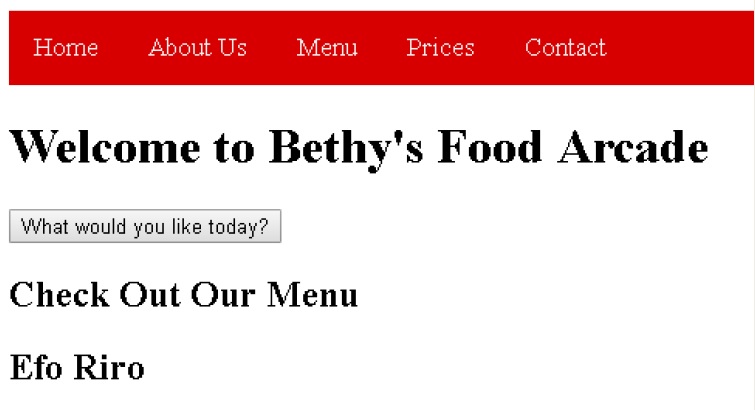 Home About Us Menu Prices Contact
Welcome to Bethy's Food Arcade
What would you like today?
Check Out Our Menu
Efo Riro